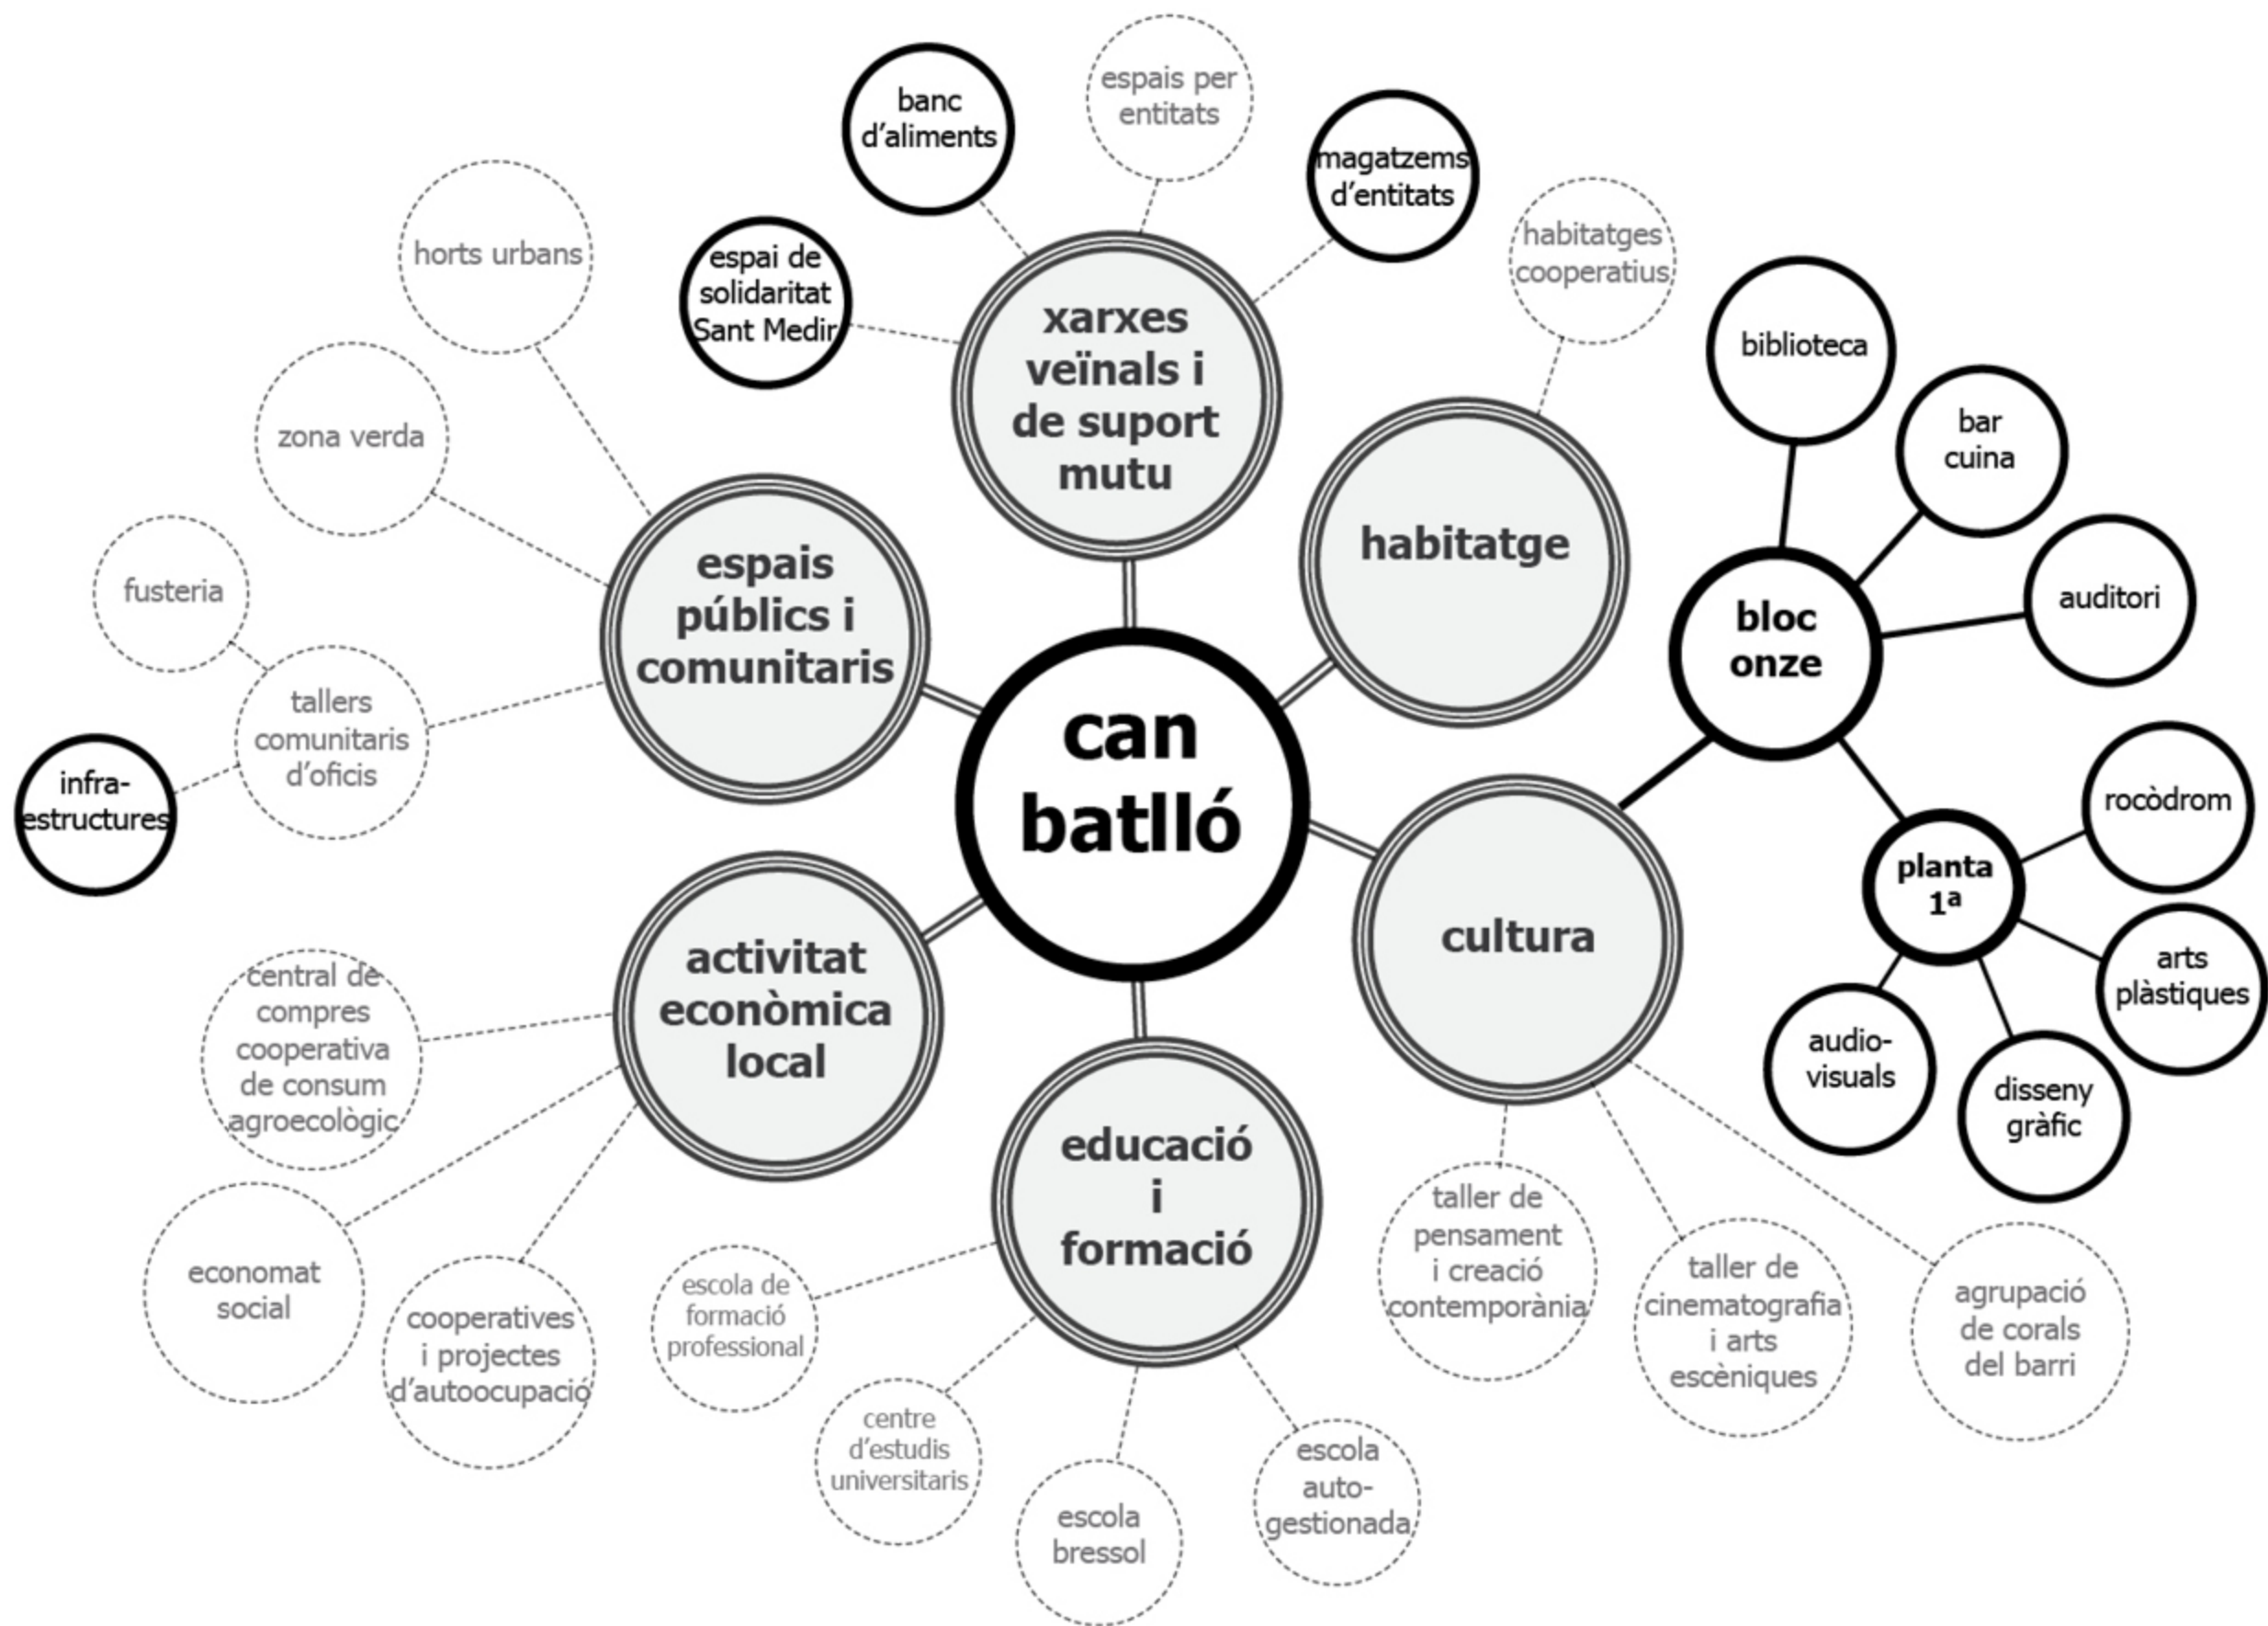 banc
d'aliments
espais per
entitats
magatzems
d'entitats
espai de
solidaritat
Sant Medir
horts urbans
habitatges
cooperatius
xarxes
veïnals i
de suport
mutu
biblioteca
bar
cuina
zona verda
habitatge
espais
públics i
comunitaris
fusteria
auditori
bloc
onze
tallers
comunitaris
d'oficis
infra-
estructures
can
batlló
rocòdrom
planta
1ª
cultura
arts
plàstiques
audio-
visuals
disseny
gràfic
activitat
econòmica
local
central de
compres
cooperativa
de consum
agroecològic
educació
i
formació
economat
social
cooperatives
i projectes
d'autoocupació
escola de
formació
professional
centre
d'estudis
universitaris
escola
bressol
escola
auto-
gestionada
taller de
pensament
i creació
contemporània
taller de
cinematografia
i arts
escèniques
agrupació
de corals
del barri